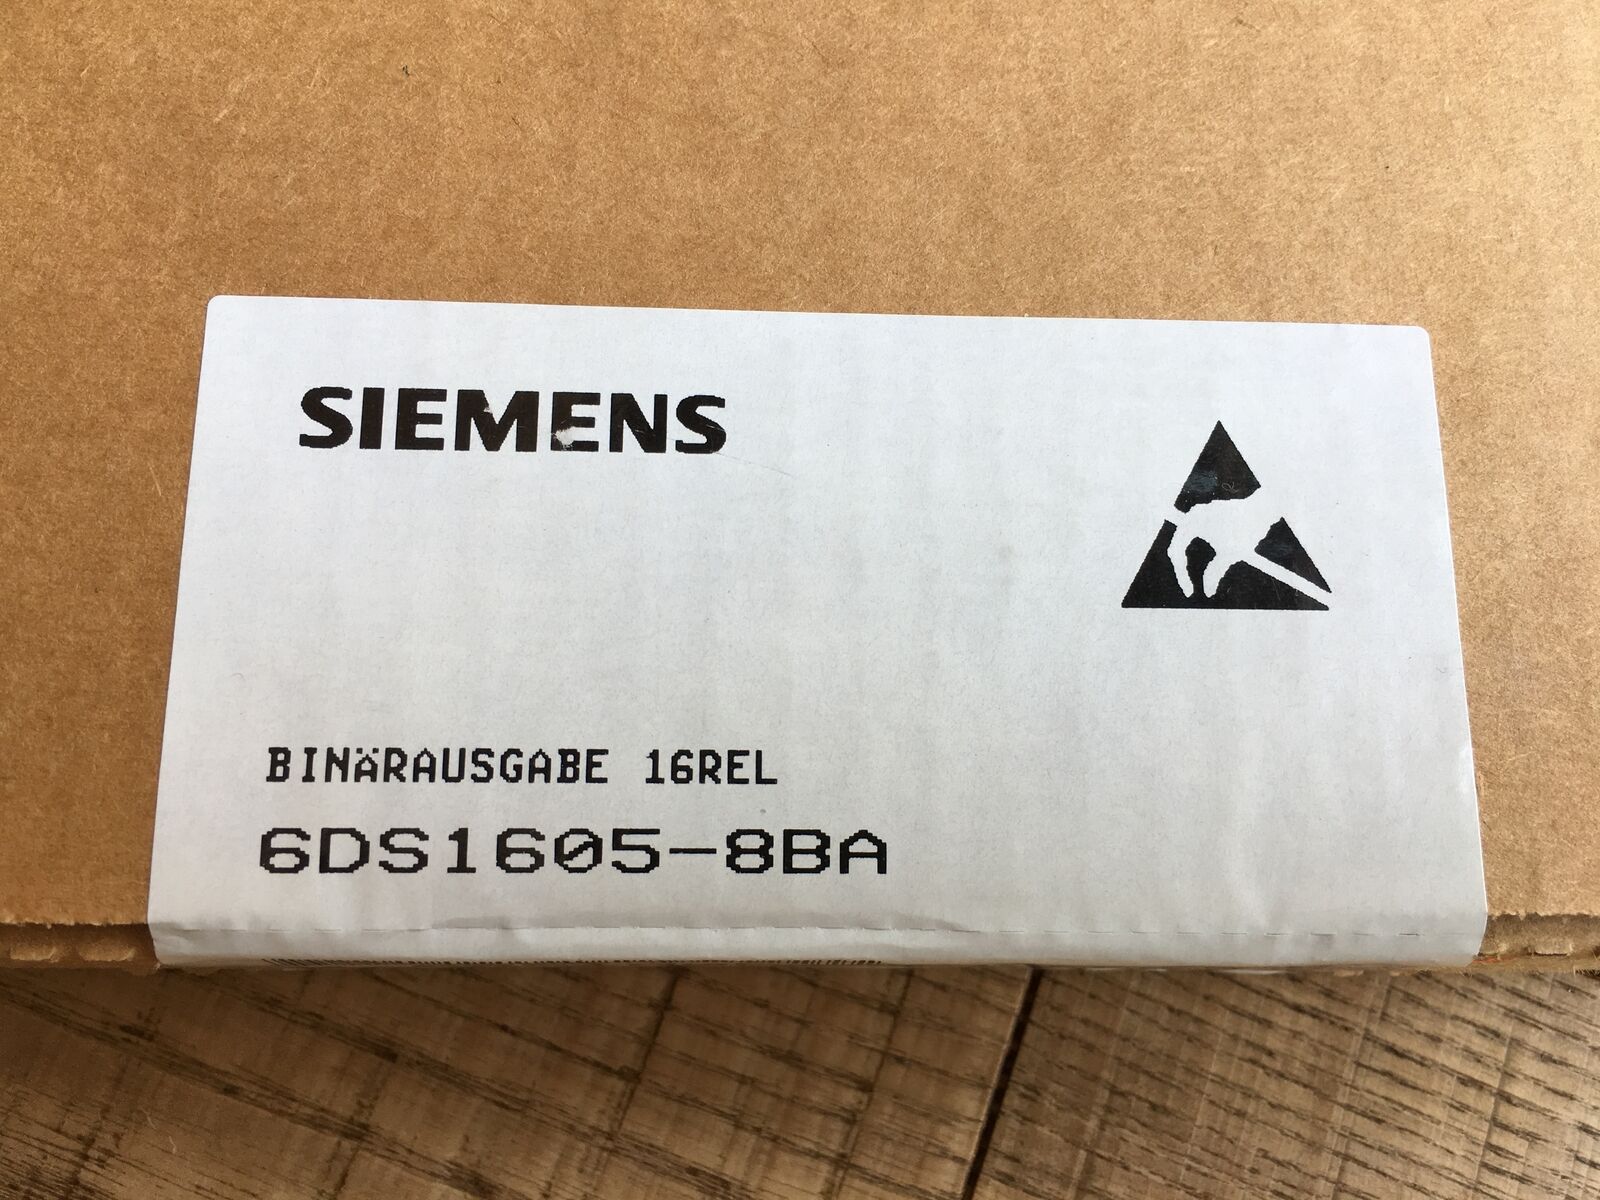 SIEMENS
BINÄRAUSGABE 16REL
6DS1605-8BA